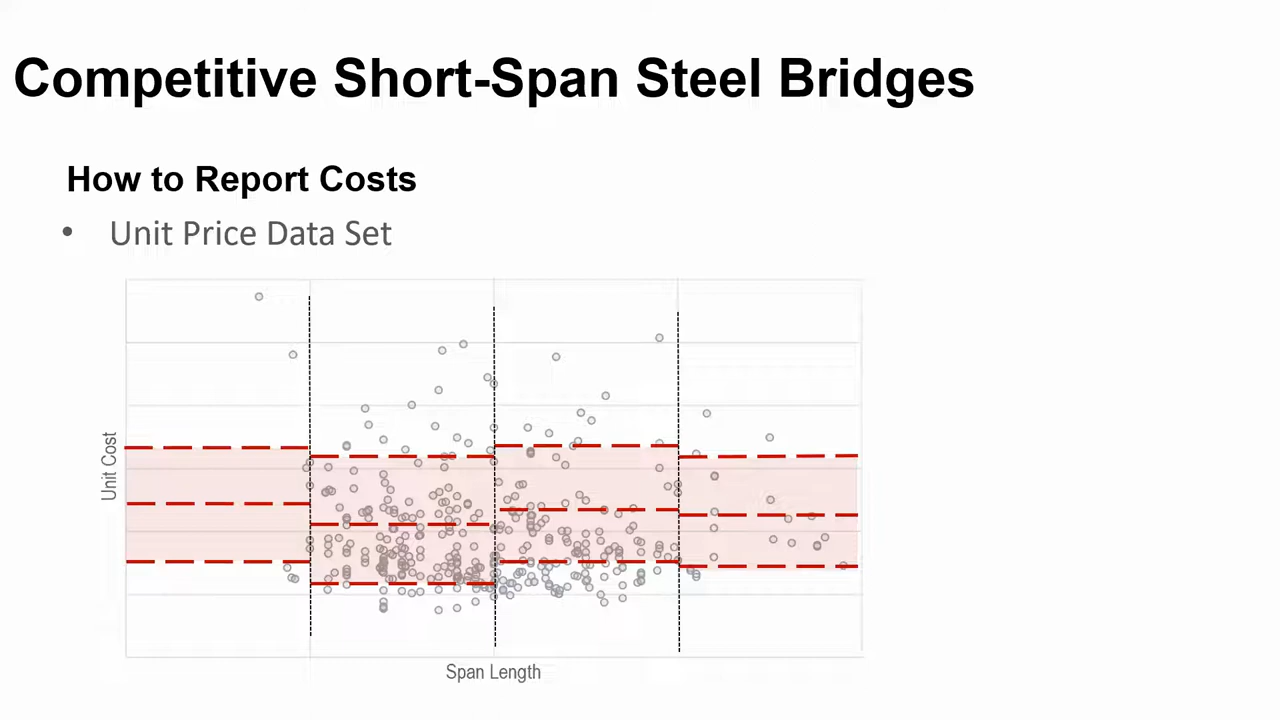 Competitive Short-Span Steel Bridges
How to Report Costs
• Unit Price Data Set
Unit Cost
Span Length